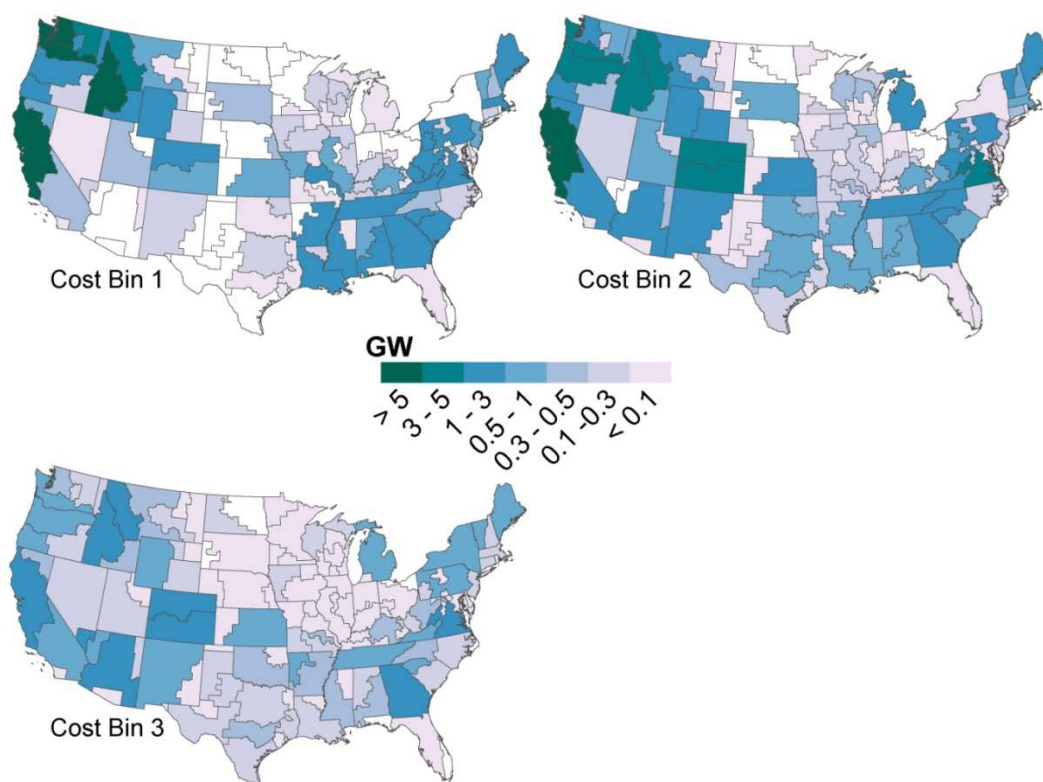 Cost Bin 1
Cost Bin 2
GW
> 5
3 - 5
1 - 3
0.5 - 1
0.3 - 0.5
0.1 -0.3
< 0.1
Cost Bin 3